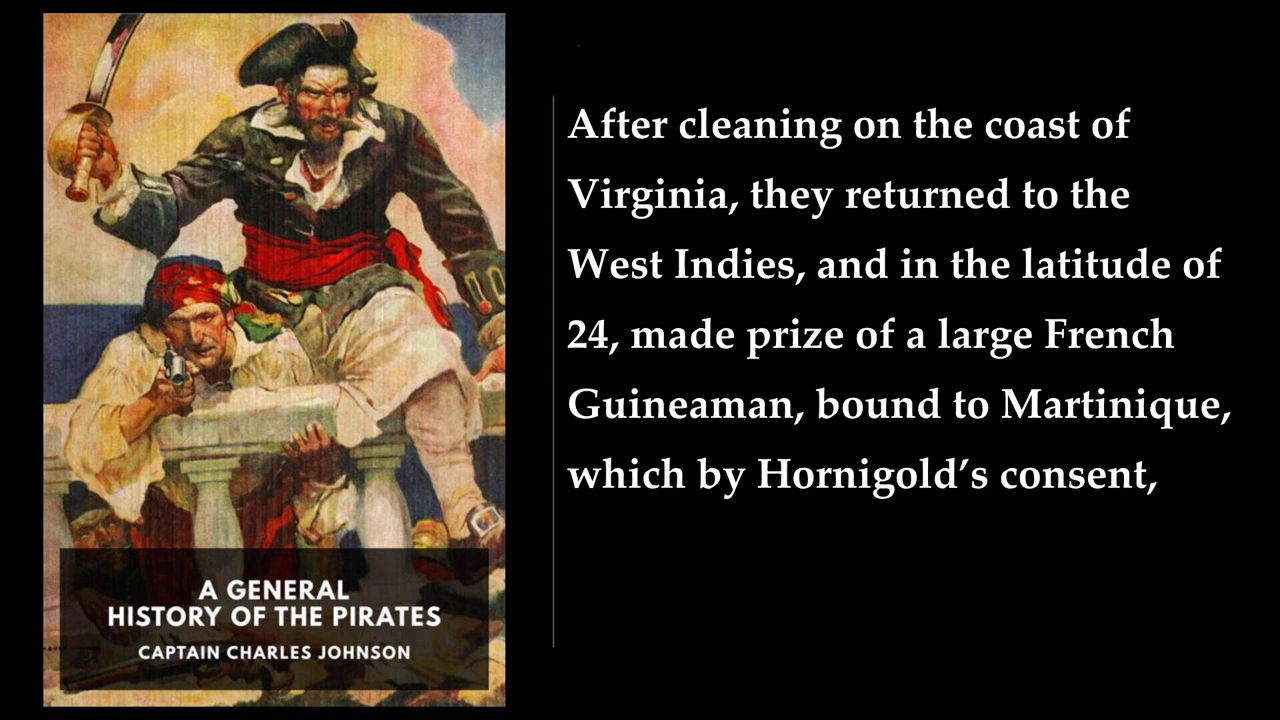 A GENERAL
HISTORY OF THE PIRATES
CAPTAIN CHARLES JOHNSON
After cleaning on the coast of
Virginia, they returned to the
West Indies, and in the latitude of
24, made prize of a large French
Guineaman, bound to Martinique,
which by Hornigold’s consent,